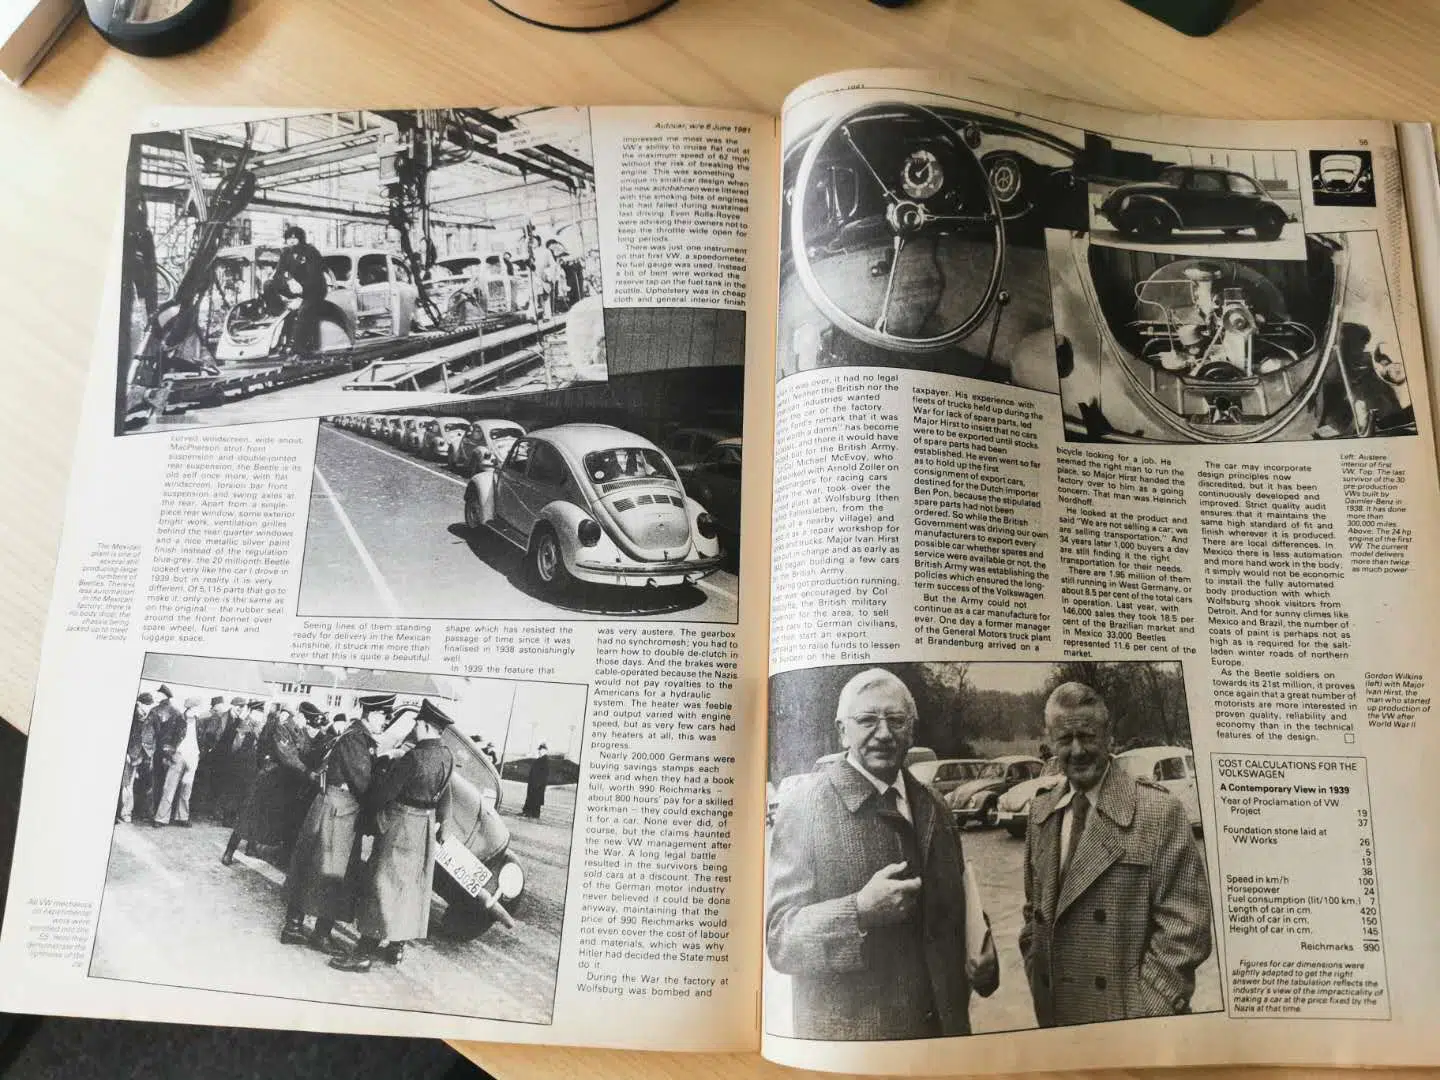 Autocar, w/e 6 June 1981
impressed me most was the
VW's ability to cruise flat out at
the maximum speed of 62 mph
without the risk of breaking the
engine. This was something
unique in small-car design when
the new autobahnen were littered
with the smoking bits of engines
that had failed during sustained
fast driving. Even Rolls-Royce
were advising their owners not to
keep the throttle wide open for
long periods.
There was just one instrument
on that first VW, a speedometer.
No fuel gauge was used, instead
a bit of bent wire worked the
reserve tap on the fuel tank in the
scuttle. Upholstery was in cheap
cloth and general interior finish
curved windscreen, wide snout,
MacPherson strut front
suspension and double-jointed
rear suspension, the Beetle is its
old self once more, with flat
windscreen, torsion bar front
suspension and swing axles at
the rear. Apart from a single-
piece rear window, some exterior
bright work, ventilation grilles
behind the rear quarter windows
and a nice metallic silver paint
finish instead of the regulation
blue-grey, the 20 millionth Beetle
looked very like the car I drove in
1939 but in reality it is very
different. Of 5,115 parts that go to
make it, only one is the same as
on the original — the rubber seal
around the front bonnet over
spare wheel, fuel tank and
luggage space.
The Mexican
plant is one of
several still
producing large
numbers of
Beetles. There is
less automation
in the Mexican
factory; there is
no body drop; the
chassis being
jacked up to meet
the body
Seeing lines of them standing
ready for delivery in the Mexican
sunshine, it struck me more than
ever that this is quite a beautiful
shape which has resisted the
passage of time since it was
finalised in 1938 astonishingly
well.
In 1939 the feature that
was very austere. The gearbox
had no synchromesh; you had to
learn how to double de-clutch in
those days. And the brakes were
cable-operated because the Nazis
would not pay royalties to the
Americans for a hydraulic
system. The heater was feeble
and output varied with engine
speed, but as very few cars had
any heaters at all, this was
progress.
Nearly 200,000 Germans were
buying savings stamps each
week and when they had a book
full, worth 990 Reichmarks —
about 800 hours' pay for a skilled
workman — they could exchange
it for a car. None ever did, of
course, but the claims haunted
the new VW management after
the War. A long legal battle
resulted in the survivors being
sold cars at a discount. The rest
of the German motor industry
never believed it could be done
anyway, maintaining that the
price of 990 Reichmarks would
not even cover the cost of labour
and materials, which was why
Hitler had decided the State must
do it.
During the War the factory at
Wolfsburg was bombed and
All VW mechanics
on experimental
work were
enrolled into the
SS. Here they
demonstrate the
lightness of the
car
IIIA-43026
28
was over, it had no legal
Neither the British nor the
industries wanted
the car or the factory
Ford's remark that it was
worth a damn" has become
and there it would have
but for the British Army.
Col Michael McEvoy, who
worked with Arnold Zoller on
for racing cars
the war, took over the
plant at Wolfsburg (then
Fallersleben, from the
of a nearby village) and
it as a repair workshop for
and trucks. Major Ivan Hirst
put in charge and as early as
began building a few cars
the British Army.
Having got production running,
was encouraged by Col
the British military
governor for the area, to sell
cars to German civilians,
then start an export
campaign to raise funds to lessen
burden on the British
taxpayer. His experience with
fleets of trucks held up during the
War for lack of spare parts, led
Major Hirst to insist that no cars
were to be exported until stocks
of spare parts had been
established. He even went so far
as to hold up the first
consignment of export cars,
destined for the Dutch importer
Ben Pon, because the stipulated
spare parts had not been
ordered. So while the British
Government was driving our own
manufacturers to export every
possible car whether spares and
service were available or not, the
British Army was establishing the
policies which ensured the long-
term success of the Volkswagen.
But the Army could not
continue as a car manufacture for
ever. One day a former manager
of the General Motors truck plant
at Brandenburg arrived on a
bicycle looking for a job. He
seemed the right man to run the
place, so Major Hirst handed the
factory over to him as a going
concern. That man was Heinrich
Nordhoff.
He looked at the product and
said "We are not selling a car; we
are selling transportation." And
34 years later 1,000 buyers a day
are still finding it the right
transportation for their needs.
There are 1.95 million of them
still running in West Germany, or
about 8.5 per cent of the total cars
in operation. Last year, with
146,000 sales they took 18.5 per
cent of the Brazilian market and
in Mexico 33,000 Beetles
represented 11.6 per cent of the
market.
The car may incorporate
design principles now
discredited, but it has been
continuously developed and
improved. Strict quality audit
ensures that it maintains the
same high standard of fit and
finish wherever it is produced.
There are local differences. In
Mexico there is less automation
and more hand work in the body;
it simply would not be economic
to install the fully automated
body production with which
Wolfsburg shook visitors from
Detroit. And for sunny climes like
Mexico and Brazil, the number of
coats of paint is perhaps not as
high as is required for the salt-
laden winter roads of northern
Europe.
As the Beetle soldiers on
towards its 21st million, it proves
once again that a great number of
motorists are more interested in
proven quality, reliability and
economy than in the technical
features of the design.
Left: Austere
interior of first
VW. Top: The last
survivor of the 30
pre-production
VWs built by
Daimler-Benz in
1938. It has done
more than
300,000 miles.
Above: The 24 hp
engine of the first
VW. The current
model delivers
more than twice
as much power
Gordon Wilkins
(left) with Major
Ivan Hirst, the
man who started
up production of
the VW after
World War II
COST CALCULATIONS FOR THE
VOLKSWAGEN
A Contemporary View in 1939
Year of Proclamation of VW
Project 19
37
Foundation stone laid at
VW Works 26
5
19
38
Speed in km/h 100
Horsepower 24
Fuel consumption (lit/100 km.) 7
Length of car in cm. 420
Width of car in cm. 150
Height of car in cm. 145
Reichmarks 990
Figures for car dimensions were
slightly adapted to get the right
answer but the tabulation reflects the
industry's view of the impracticality of
making a car at the price fixed by the
Nazis at that time.